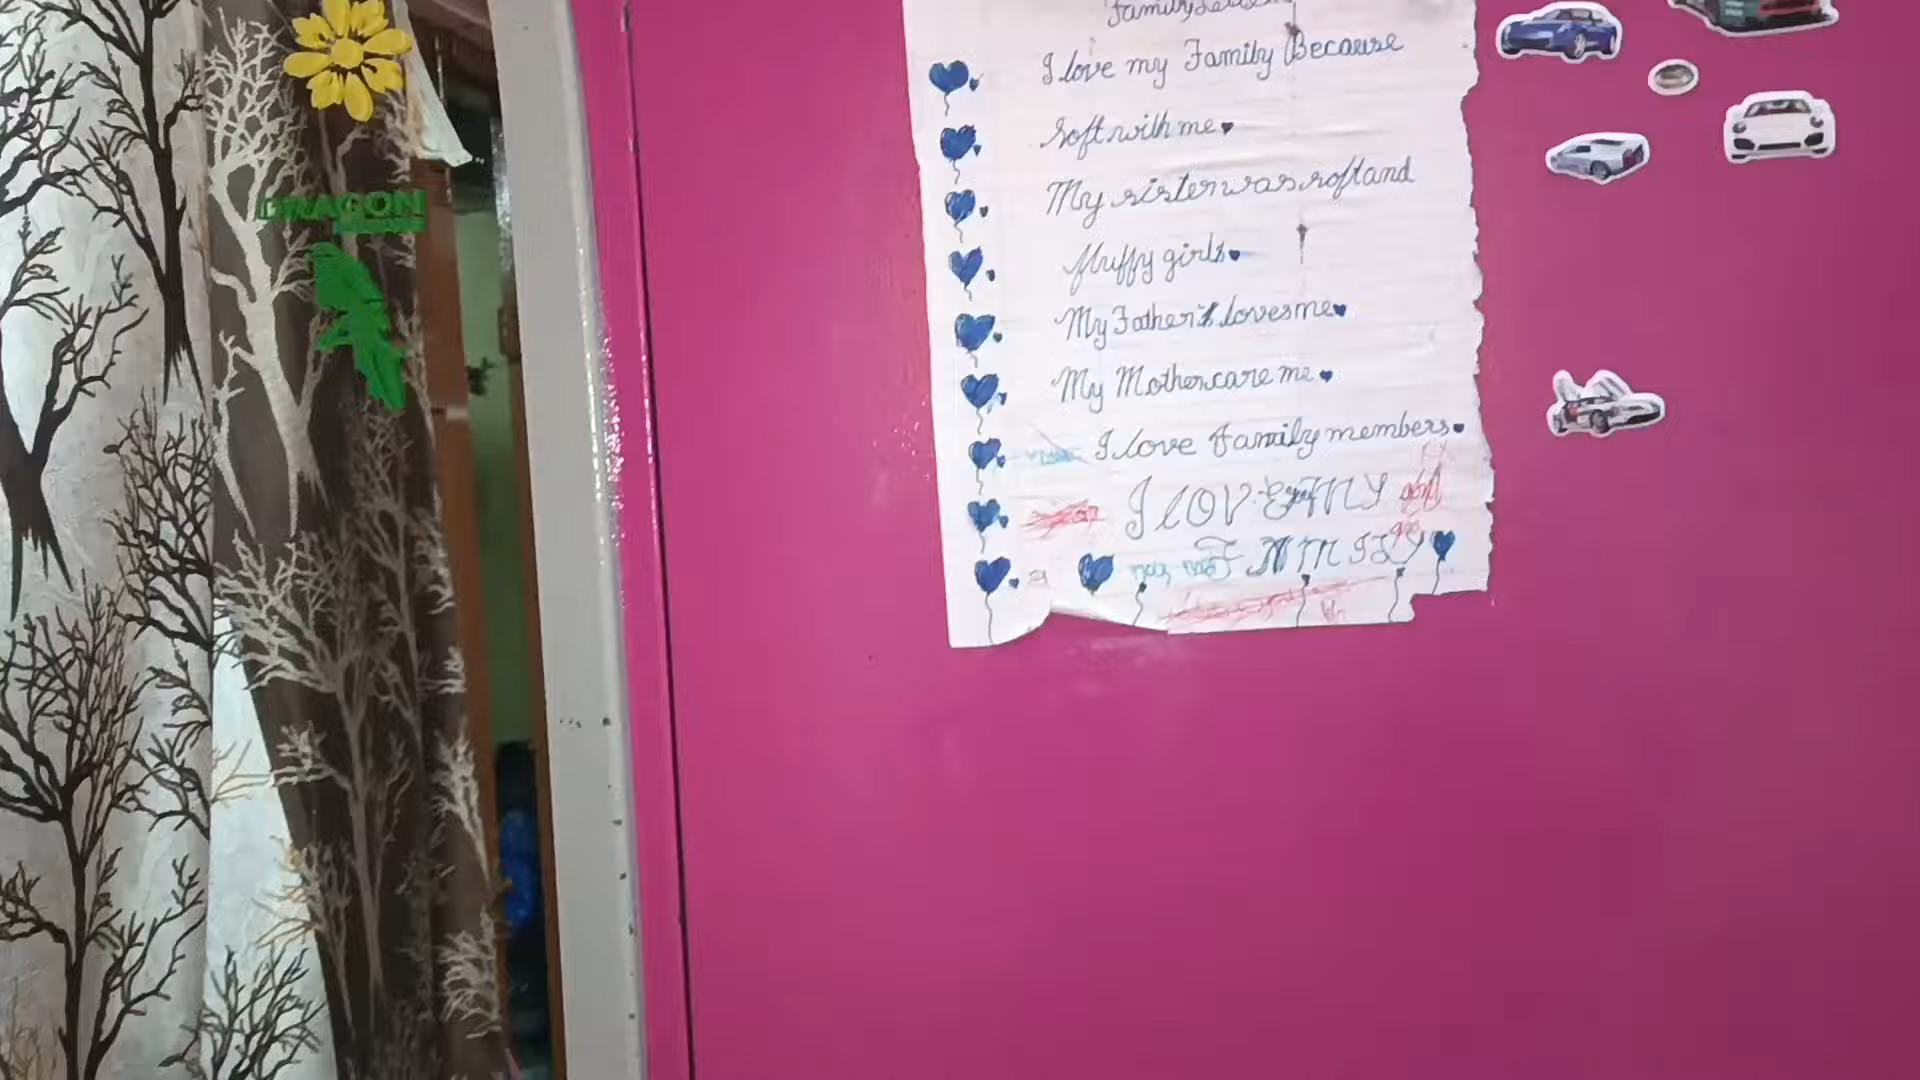 DRAGON
I love my Family Because
Soft with me
My sister was soft and
fluffy girls
My Father is loves me
My Mother care me
I love Family members
I LOVE MY
FAMILY